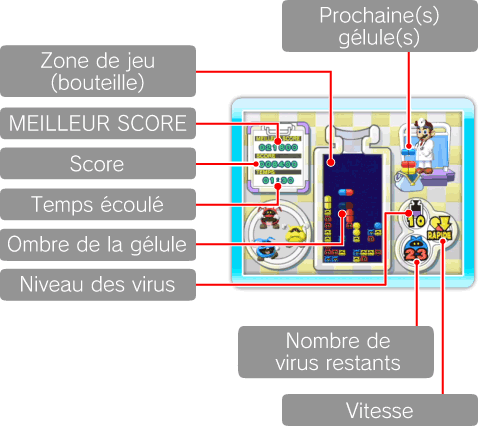 Prochaine(s)
gélule(s)
Zone de jeu
(bouteille)
MEILLEUR SCORE
Score
Temps écoulé
Ombre de la gélule
Niveau des virus
MEILLEUR SCORE
021000
SCORE
000400
TEMPS
01:30
10
RAPIDE
23
Nombre de
virus restants
Vitesse